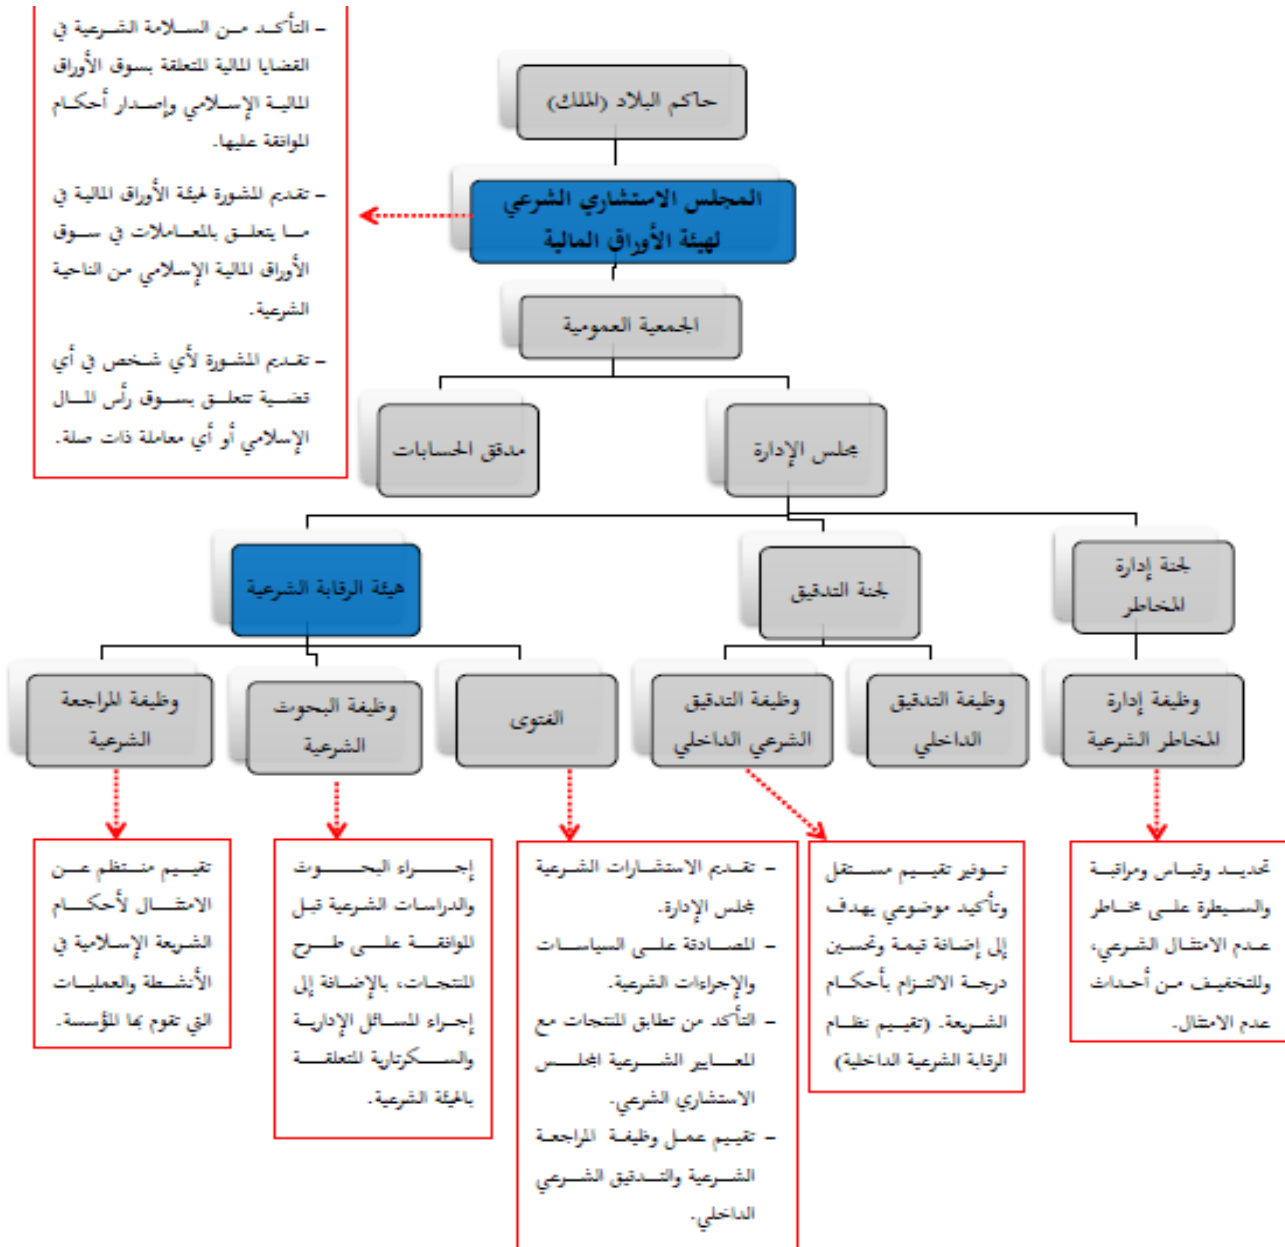 - التأكد من السلامة الشرعية في
القضايا المالية المتعلقة بسوق الأوراق
المالية الإسلامي وإصدار أحكام
الموافقة عليها.
- تقديم المشورة لهيئة الأوراق المالية في
ما يتعلق بالمعاملات في سوق
الأوراق المالية الإسلامي من الناحية
الشرعية.
- تقديم المشورة لأي شخص في أي
قضية تتعلق بسوق رأس المال
الإسلامي أو أي معاملة ذات صلة.
حاكم البلاد (الملك)
المجلس الاستشاري الشرعي
لهيئة الأوراق المالية
الجمعية العمومية
مجلس الإدارة
مدقق الحسابات
لجنة إدارة
المخاطر
لجنة التدقيق
هيئة الرقابة الشرعية
وظيفة إدارة
المخاطر الشرعية
وظيفة التدقيق
الداخلي
وظيفة التدقيق
الشرعي الداخلي
الفتوى
وظيفة البحوث
الشرعية
وظيفة المراجعة
الشرعية
تحديد وقياس ومراقبة
والسيطرة على مخاطر
عدم الامتثال الشرعي،
وللتخفيف من أحداث
عدم الامتثال.
توفير تقييم مستقل
وتأكيد موضوعي يهدف
إلى إضافة قيمة وتحسين
درجة الالتزام بأحكام
الشريعة. (تقييم نظام
الرقابة الشرعية الداخلية)
- تقديم الاستشارات الشرعية
لمجلس الإدارة.
- المصادقة على السياسات
والإجراءات الشرعية.
- التأكد من تطابق المنتجات مع
المعايير الشرعية المجلس
الاستشاري الشرعي.
- تقييم عمل وظيفة المراجعة
الشرعية والتدقيق الشرعي
الداخلي.
إجراء البحوث
والدراسات الشرعية قبل
الموافقة على طرح
المنتجات، بالإضافة إلى
إجراء المسائل الإدارية
والسكرتارية المتعلقة
بالهيئة الشرعية.
تقييم منتظم عن
الامتثال لأحكام
الشريعة الإسلامية في
الأنشطة والعمليات
التي تقوم بها المؤسسة.